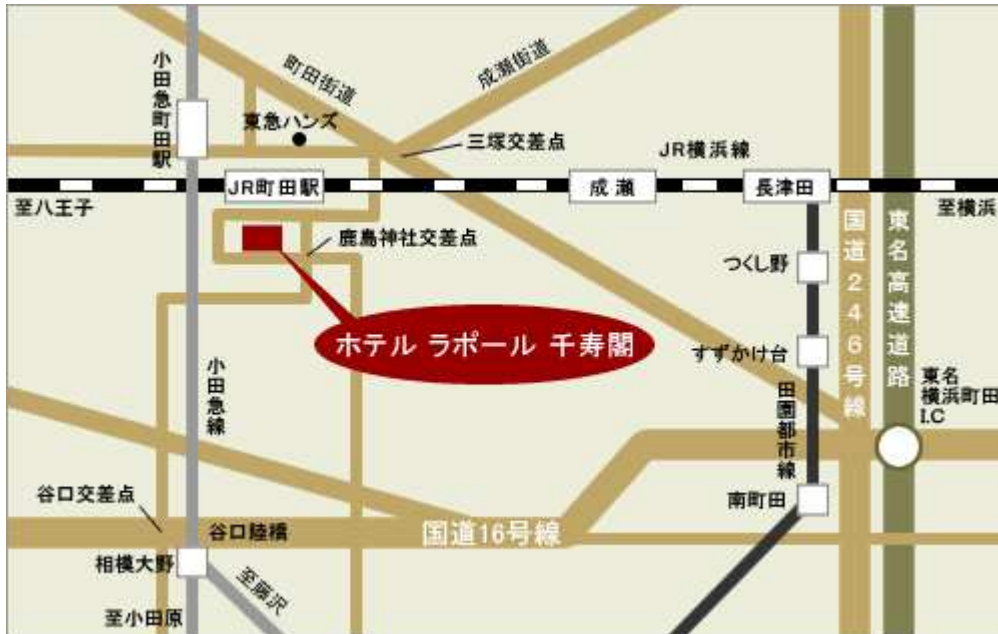 小田急町田駅
町田街道
成瀬街道
東急ハンズ
三塚交差点
JR横浜線
JR町田駅
成瀬
長津田
至八王子
至横浜
鹿島神社交差点
国道246号線
東名高速道路
つくし野
ホテル ラポール 千寿閣
すずかけ台
小田急線
東名
横浜町田
I.C
田園都市線
谷口交差点
南町田
谷口陸橋
国道16号線
相模大野
至藤沢
至小田原